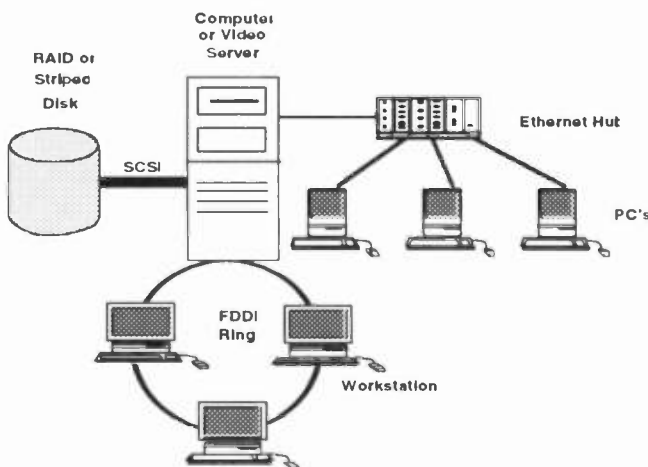 Computer
or Video
Server
RAID or
Striped
Disk
SCSI
Ethernet Hub
PC's
FDDI
Ring
Workstation